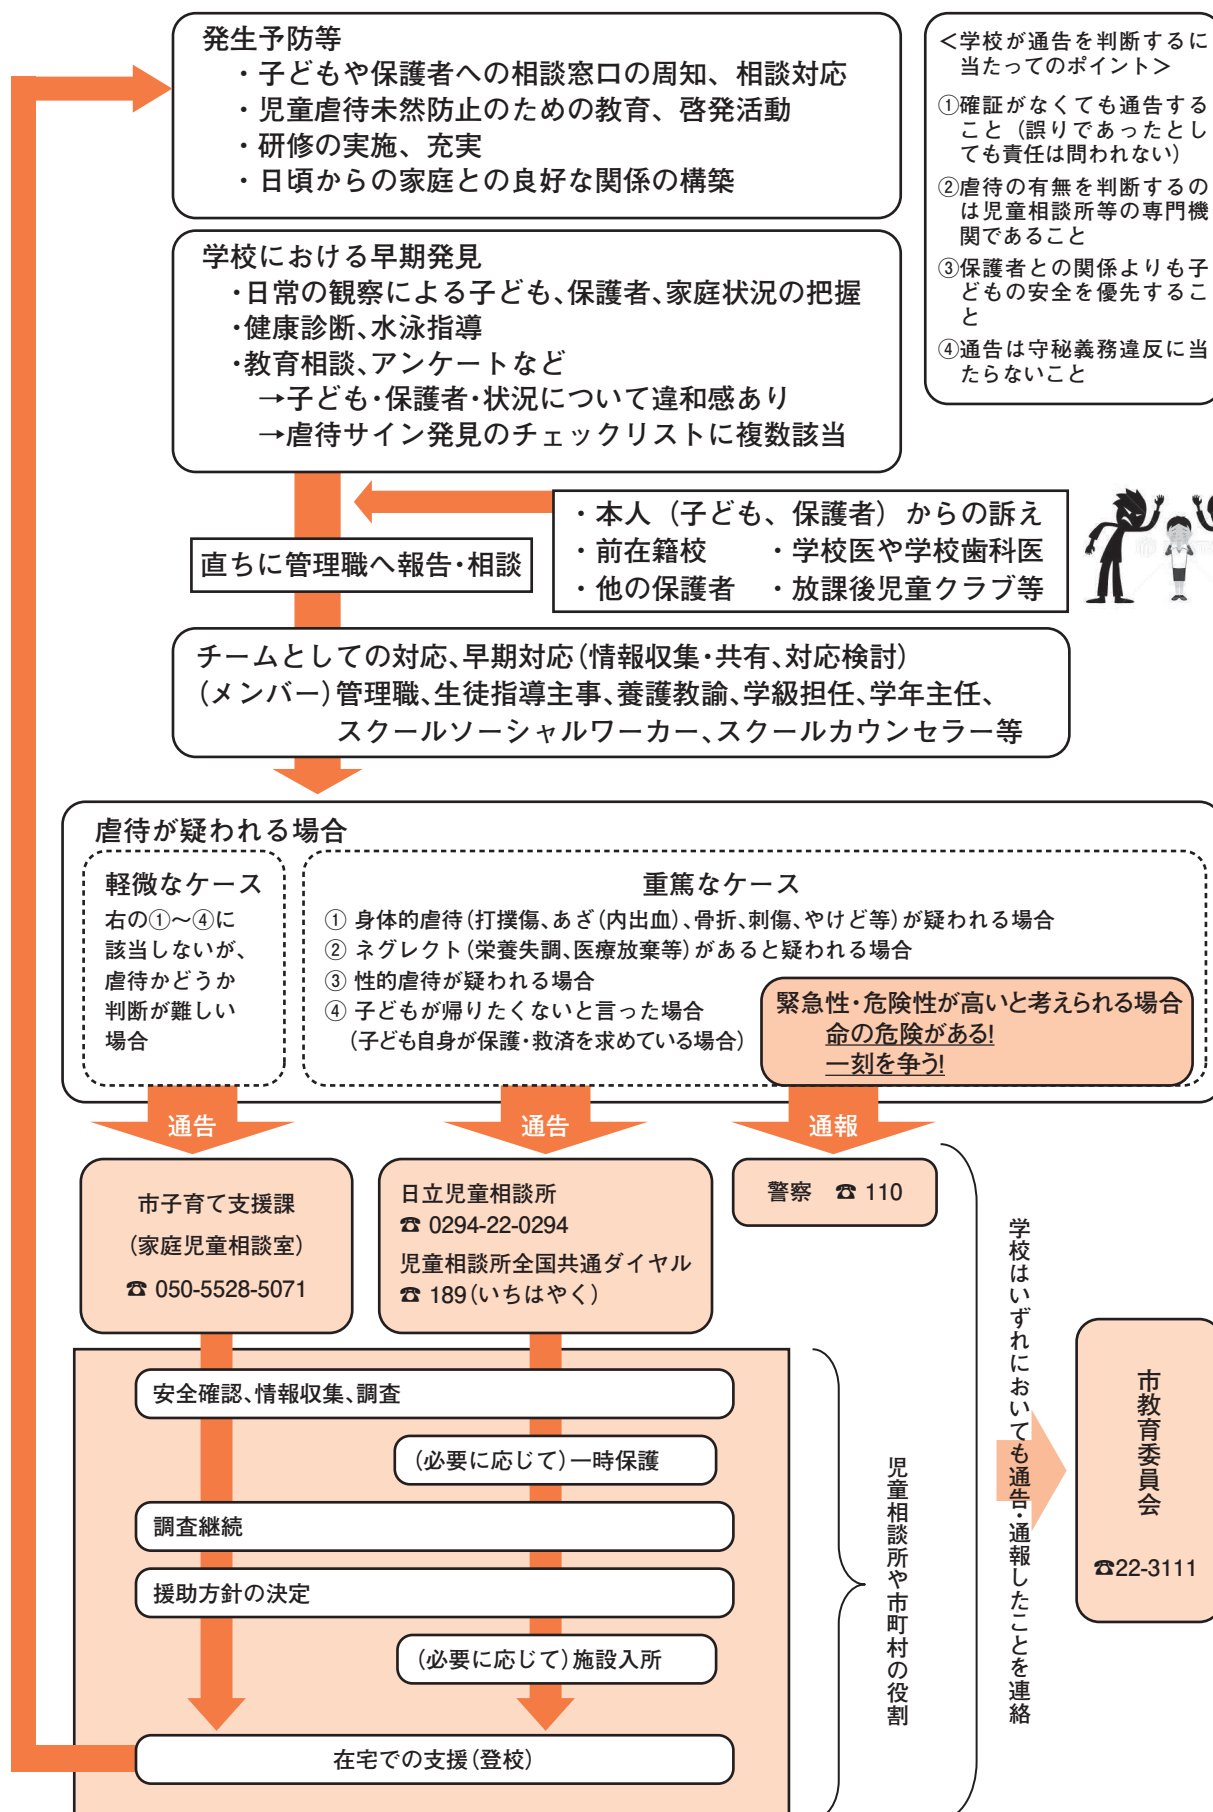 発生予防等
・子どもや保護者への相談窓口の周知、相談対応
・児童虐待未然防止のための教育、啓発活動
・研修の実施、充実
・日頃からの家庭との良好な関係の構築
＜学校が通告を判断するに
当たってのポイント＞
①確証がなくても通告する
こと（誤りであったとし
ても責任は問われない）
②虐待の有無を判断するの
は児童相談所等の専門機
関であること
③保護者との関係よりも子
どもの安全を優先するこ
と
④通告は守秘義務違反に当
たらないこと
学校における早期発見
・日常の観察による子ども、保護者、家庭状況の把握
・健康診断、水泳指導
・教育相談、アンケートなど
→子ども・保護者・状況について違和感あり
→虐待サイン発見のチェックリストに複数該当
・本人（子ども、保護者）からの訴え
・前在籍校　・学校医や学校歯科医
・他の保護者　・放課後児童クラブ等
直ちに管理職へ報告・相談
チームとしての対応、早期対応（情報収集・共有、対応検討）
（メンバー）管理職、生徒指導主事、養護教諭、学級担任、学年主任、
スクールソーシャルワーカー、スクールカウンセラー等
虐待が疑われる場合
軽微なケース
右の①〜④に
該当しないが、
虐待かどうか
判断が難しい
場合
重篤なケース
① 身体的虐待（打撲傷、あざ（内出血）、骨折、刺傷、やけど等）が疑われる場合
② ネグレクト（栄養失調、医療放棄等）があると疑われる場合
③ 性的虐待が疑われる場合
④ 子どもが帰りたくないと言った場合
（子ども自身が保護・救済を求めている場合）
緊急性・危険性が高いと考えられる場合
命の危険がある!
一刻を争う!
通告
通告
通報
市子育て支援課
（家庭児童相談室）
☎ 050-5528-5071
日立児童相談所
☎ 0294-22-0294
児童相談所全国共通ダイヤル
☎ 189（いちはやく）
警察　☎ 110
安全確認、情報収集、調査
（必要に応じて）一時保護
調査継続
援助方針の決定
（必要に応じて）施設入所
在宅での支援（登校）
児童相談所や市町村の役割
学校はいずれにおいても通告・通報したことを連絡
市教育委員会
☎22-3111